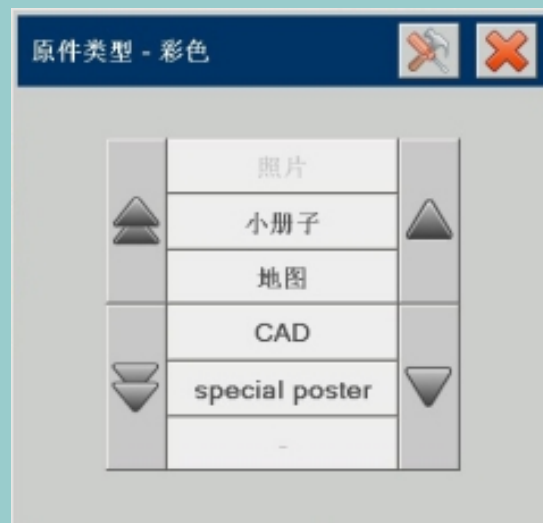 原件类型 - 彩色
照片
小册子
地图
CAD
special poster
-